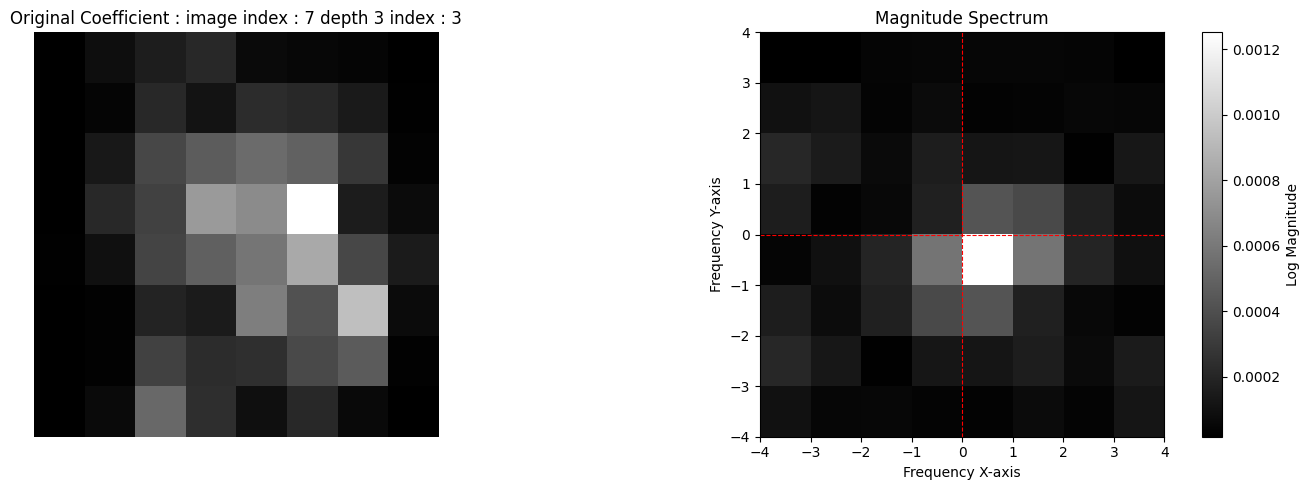 Original Coefficient : image index : 7 depth 3 index : 3
Magnitude Spectrum
4
3
2
1
0
−1
−2
−3
−4
Frequency Y-axis
−4 −3 −2 −1 0 1 2 3 4
Frequency X-axis
0.0012
0.0010
0.0008
0.0006
0.0004
0.0002
Log Magnitude